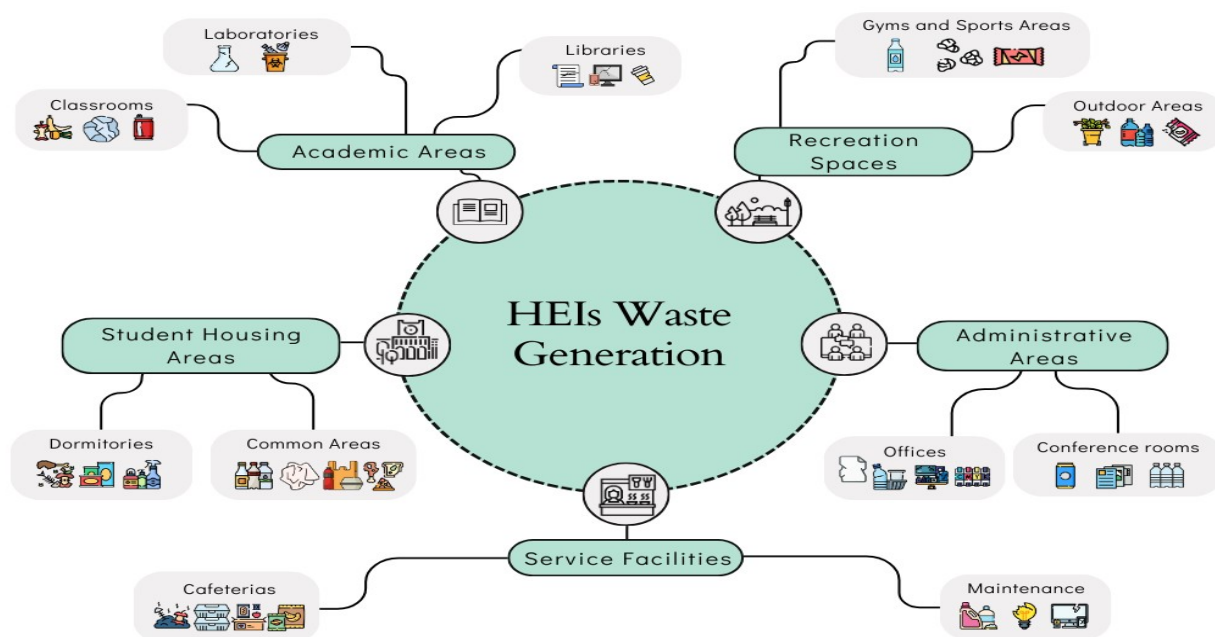 Laboratories
Libraries
Gyms and Sports Areas
Classrooms
Outdoor Areas
Academic Areas
Recreation
Spaces
HEIs Waste
Generation
Student Housing
Areas
Administrative
Areas
Dormitories
Common Areas
Offices
Conference rooms
Service Facilities
Cafeterias
Maintenance